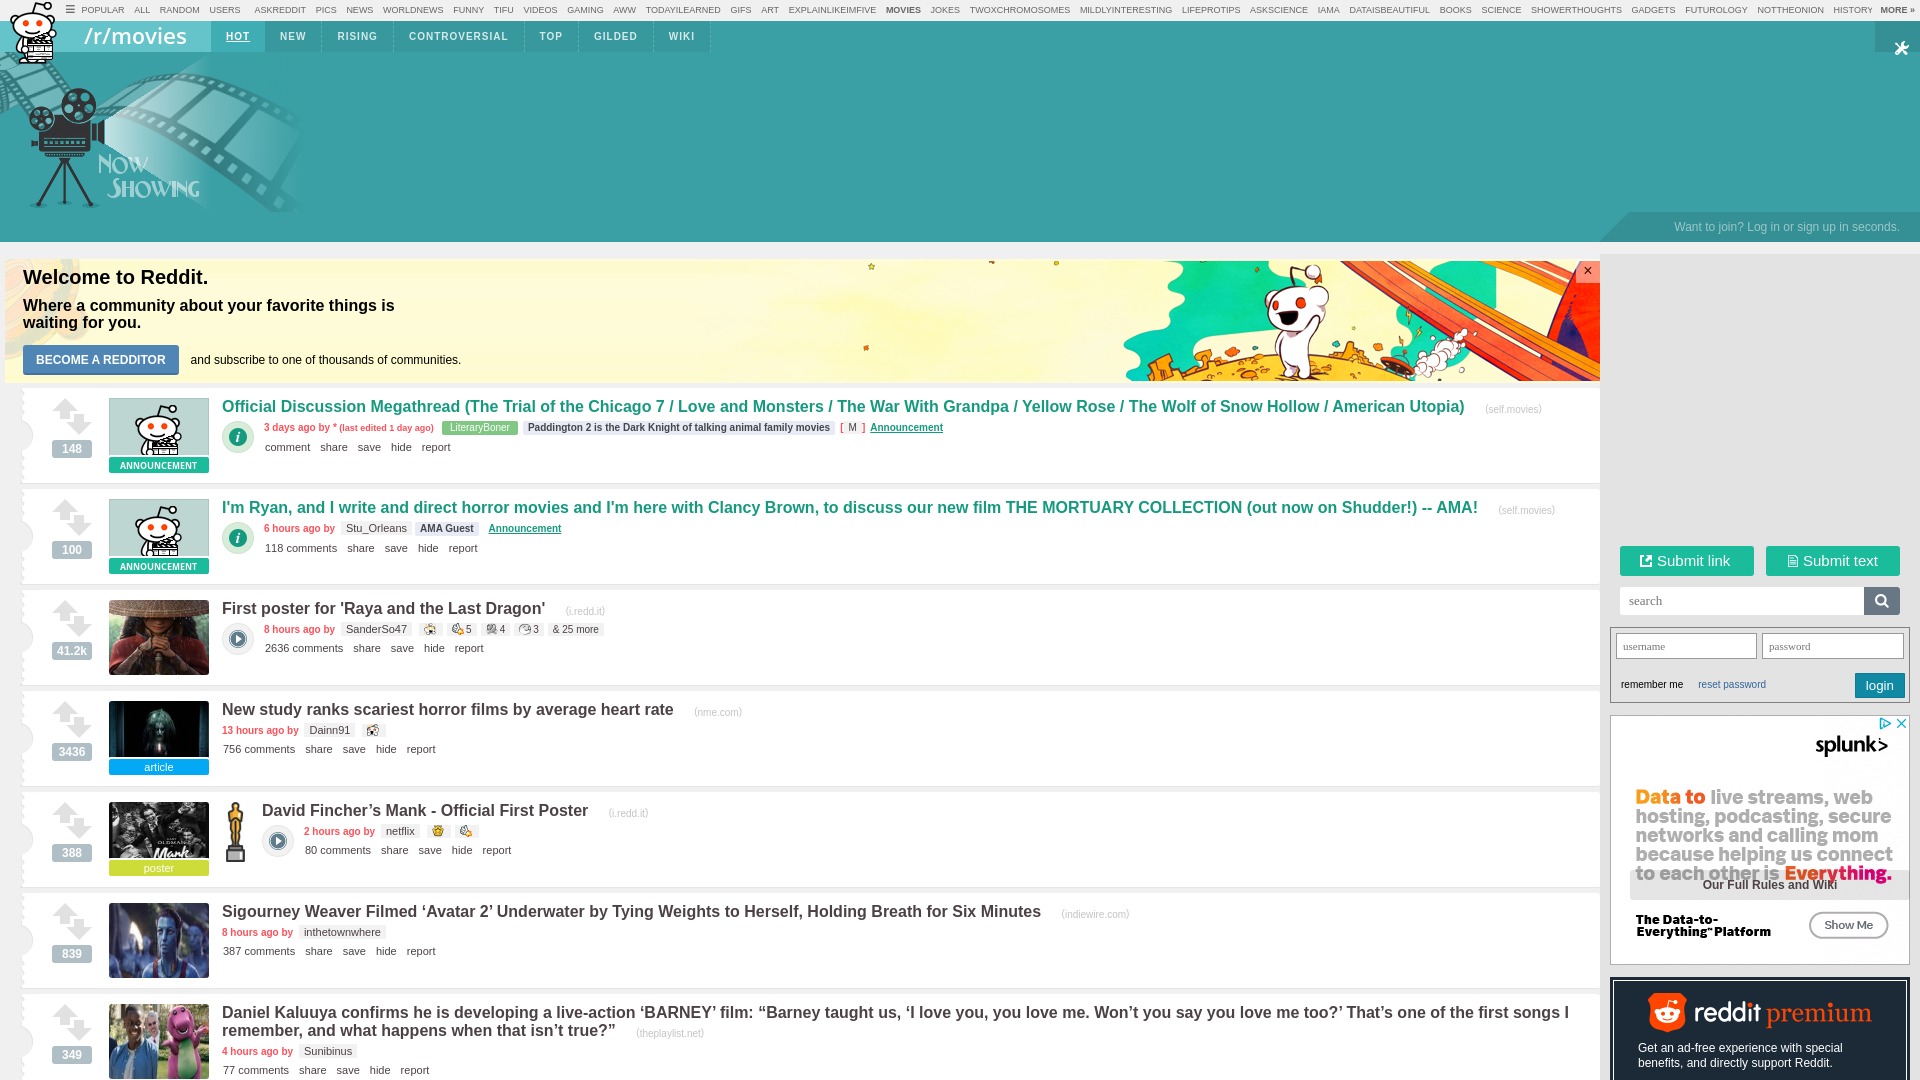 POPULAR ALL RANDOM USERS ASKREDDIT PICS NEWS WORLDNEWS FUNNY TIFU VIDEOS GAMING AWW TODAYILEARNED GIFS ART EXPLAINLIKEIMFIVE MOVIES JOKES TWOXCHROMOSOMES MILDLYINTERESTING LIFEPROTIPS ASKSCIENCE IAMA DATAISBEAUTIFUL BOOKS SCIENCE SHOWERTHOUGHTS GADGETS FUTUROLOGY NOTTHEONION HISTORY MORE »
/r/movies HOT NEW RISING CONTROVERSIAL TOP GILDED WIKI
NOW
SHOWING
Want to join? Log in or sign up in seconds.
Welcome to Reddit.
Where a community about your favorite things is
waiting for you.
BECOME A REDDITOR and subscribe to one of thousands of communities.
×
Official Discussion Megathread (The Trial of the Chicago 7 / Love and Monsters / The War With Grandpa / Yellow Rose / The Wolf of Snow Hollow / American Utopia) (self.movies)
3 days ago by * (last edited 1 day ago) LiteraryBoner Paddington 2 is the Dark Knight of talking animal family movies [ M ] Announcement
148
comment share save hide report
ANNOUNCEMENT
I'm Ryan, and I write and direct horror movies and I'm here with Clancy Brown, to discuss our new film THE MORTUARY COLLECTION (out now on Shudder!) -- AMA! (self.movies)
6 hours ago by Stu_Orleans AMA Guest Announcement
100
118 comments share save hide report
ANNOUNCEMENT
First poster for 'Raya and the Last Dragon' (i.redd.it)
8 hours ago by SanderSo47 5 4 3 & 25 more
41.2k
2636 comments share save hide report
New study ranks scariest horror films by average heart rate (nme.com)
13 hours ago by Dainn91
3436
756 comments share save hide report
article
David Fincher’s Mank - Official First Poster (i.redd.it)
2 hours ago by netflix
388
80 comments share save hide report
Mank
poster
Sigourney Weaver Filmed ‘Avatar 2’ Underwater by Tying Weights to Herself, Holding Breath for Six Minutes (indiewire.com)
8 hours ago by inthetownwhere
839
387 comments share save hide report
Daniel Kaluuya confirms he is developing a live-action ‘BARNEY’ film: “Barney taught us, ‘I love you, you love me. Won’t you say you love me too?’ That’s one of the first songs I
remember, and what happens when that isn’t true?” (theplaylist.net)
4 hours ago by Sunibinus
349
77 comments share save hide report
Submit link Submit text
search
username password
remember me reset password login
splunk>
Data to live streams, web
hosting, podcasting, secure
networks and calling mom
because helping us connect
to each other is Everything.
Our Full Rules and Wiki
The Data-to-
Everything™ Platform
Show Me
reddit premium
Get an ad-free experience with special
benefits, and directly support Reddit.